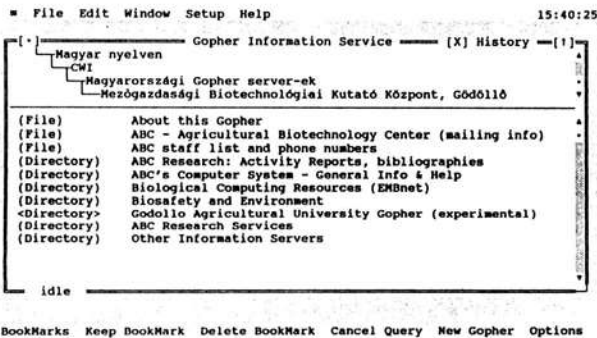 ≡ File Edit Window Setup Help 15:40:25
[·] Gopher Information Service [X] History [↑]
Magyar nyelven
CWI
Magyarországi Gopher server-ek
Mezõgazdasági Biotechnológiai Kutató Központ, Gödöllõ
(File) About this Gopher
(File) ABC - Agricultural Biotechnology Center (mailing info)
(File) ABC staff list and phone numbers
(Directory) ABC Research: Activity Reports, bibliographies
(Directory) ABC's Computer System - General Info & Help
(Directory) Biological Computing Resources (EMBnet)
(Directory) Biosafety and Environment
<Directory> Godollo Agricultural University Gopher (experimental)
(Directory) ABC Research Services
(Directory) Other Information Servers
idle
BookMarks Keep BookMark Delete BookMark Cancel Query New Gopher Options